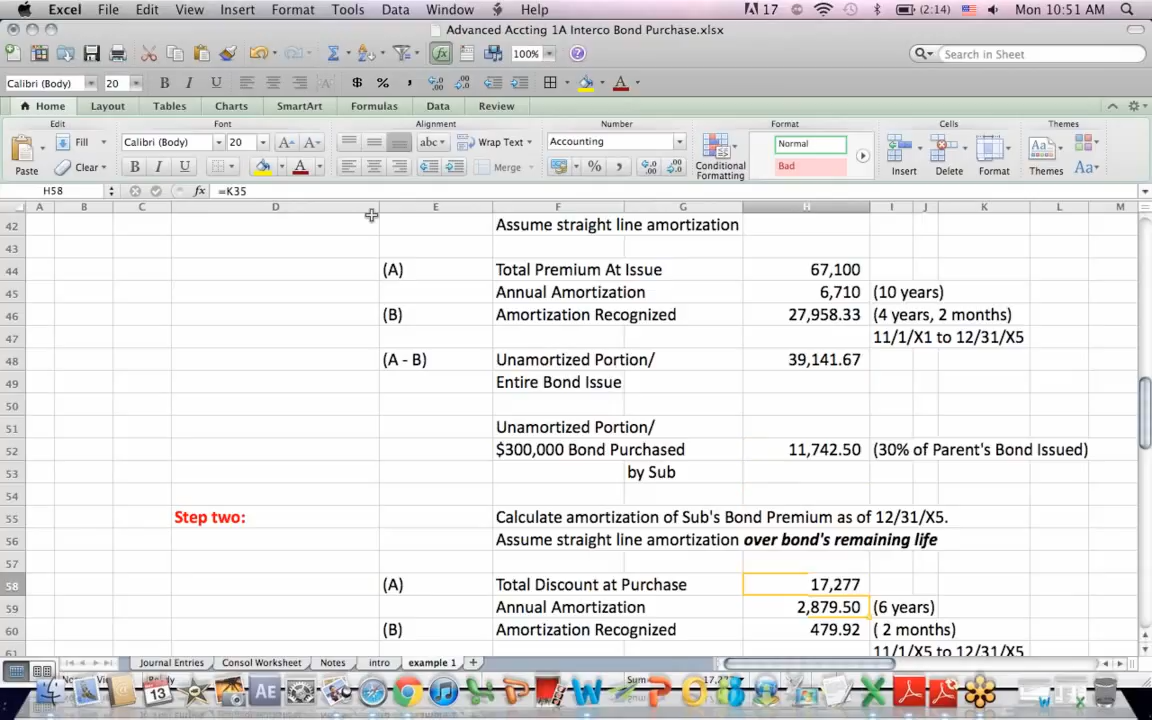 Excel File Edit View Insert Format Tools Data Window Help 17 (2:14) Mon 10:51 AM
Advanced Accting 1A Interco Bond Purchase.xlsx
100% Search in Sheet
Calibri (Body) 20 B I U
Home Layout Tables Charts SmartArt Formulas Data Review
Edit Font Alignment Number Format Cells Themes
Fill Calibri (Body) 20 abc Wrap Text Accounting Normal
Paste Clear B I U Merge Conditional Formatting Bad Insert Delete Format Themes Aa
H58 fx =K35
A B C D E F G H I J K L M
42 Assume straight line amortization
43
44 (A) Total Premium At Issue 67,100
45 Annual Amortization 6,710 (10 years)
46 (B) Amortization Recognized 27,958.33 (4 years, 2 months)
47 11/1/X1 to 12/31/X5
48 (A - B) Unamortized Portion/ 39,141.67
49 Entire Bond Issue
50
51 Unamortized Portion/
52 $300,000 Bond Purchased 11,742.50 (30% of Parent's Bond Issued)
53 by Sub
54
55 Step two: Calculate amortization of Sub's Bond Premium as of 12/31/X5.
56 Assume straight line amortization over bond's remaining life
57
58 (A) Total Discount at Purchase 17,277
59 Annual Amortization 2,879.50 (6 years)
60 (B) Amortization Recognized 479.92 ( 2 months)
61 11/1/X5 to 12/31/X5
Journal Entries Consol Worksheet Notes intro example 1